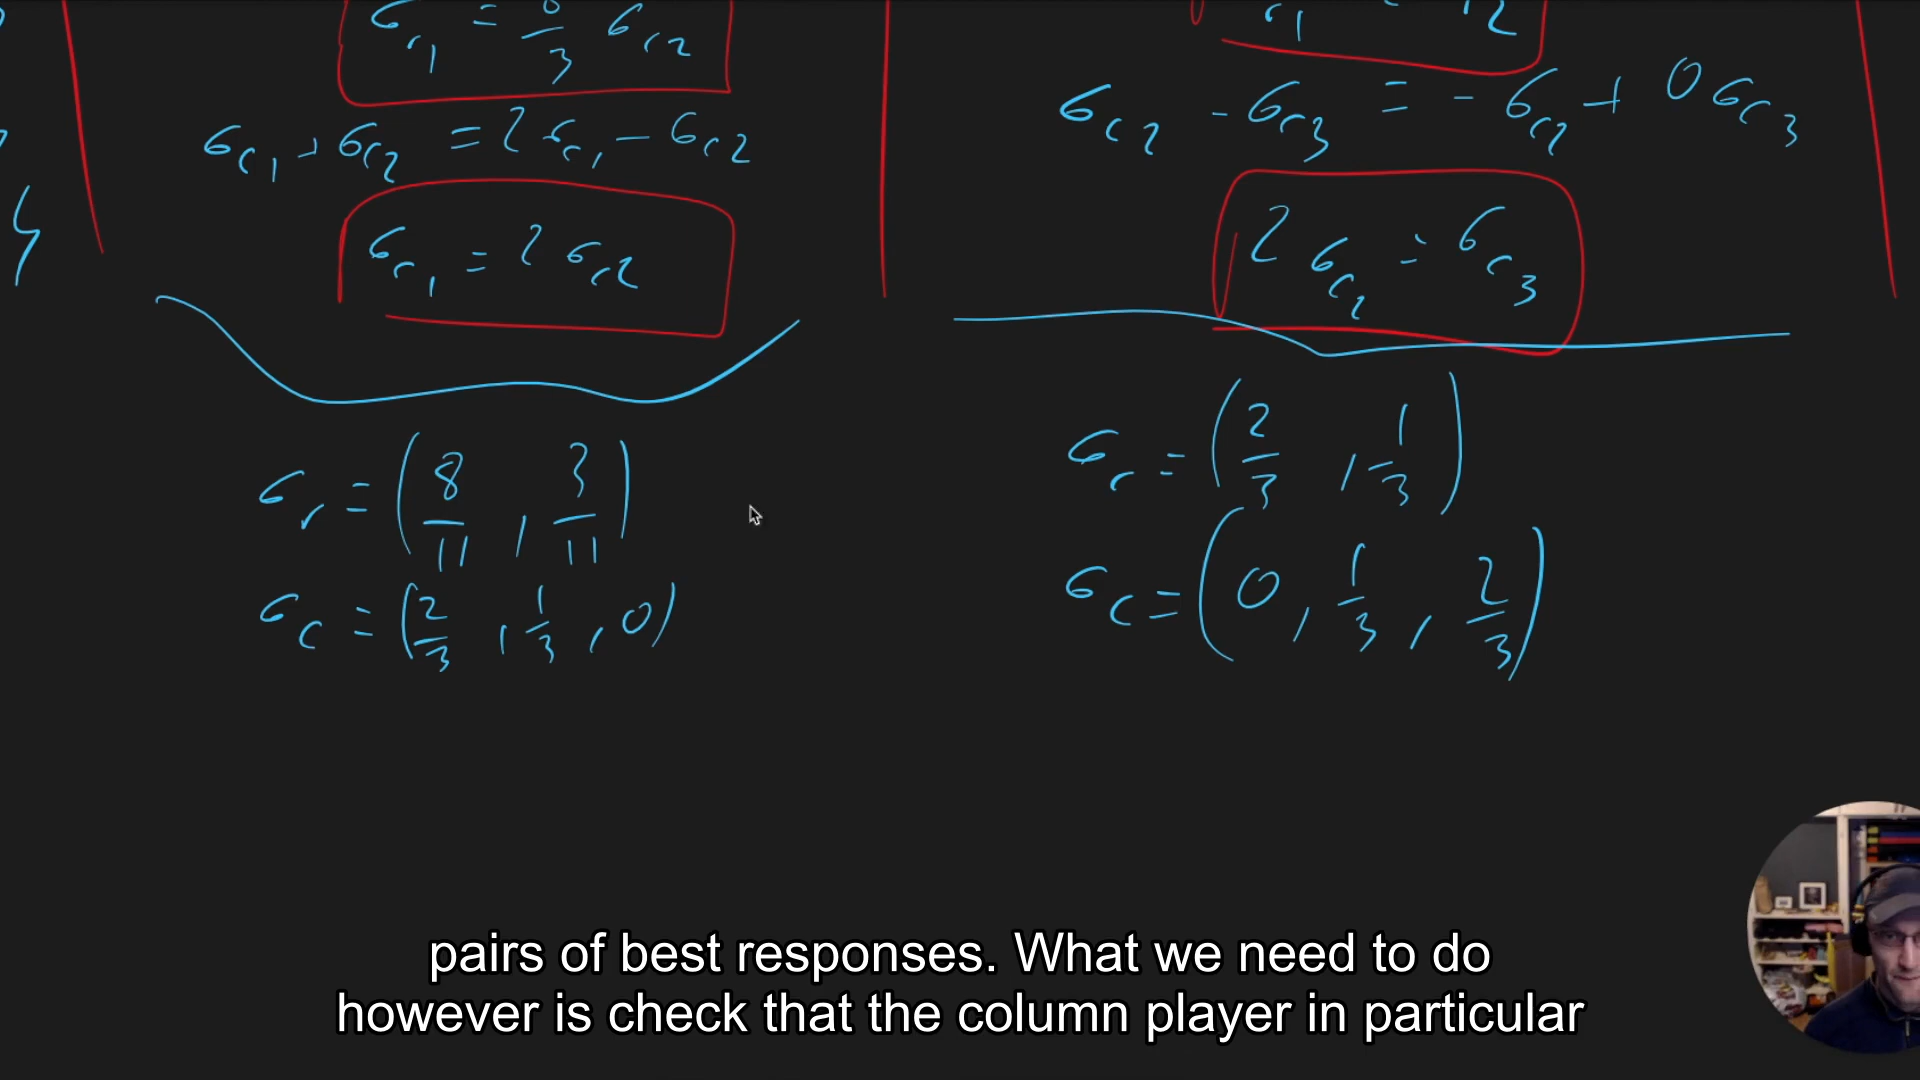 σr1 = 8/3 σc2
σc1 + σc2 = 2σc1 - σc2
σc1 = 2σc2
σr = (8/11, 3/11)
σc = (2/3, 1/3, 0)
σc2 - σc3 = -σc2 + 0σc3
2σc2 = σc3
σr = (2/3, 1/3)
σc = (0, 1/3, 2/3)
pairs of best responses. What we need to do
however is check that the column player in particular